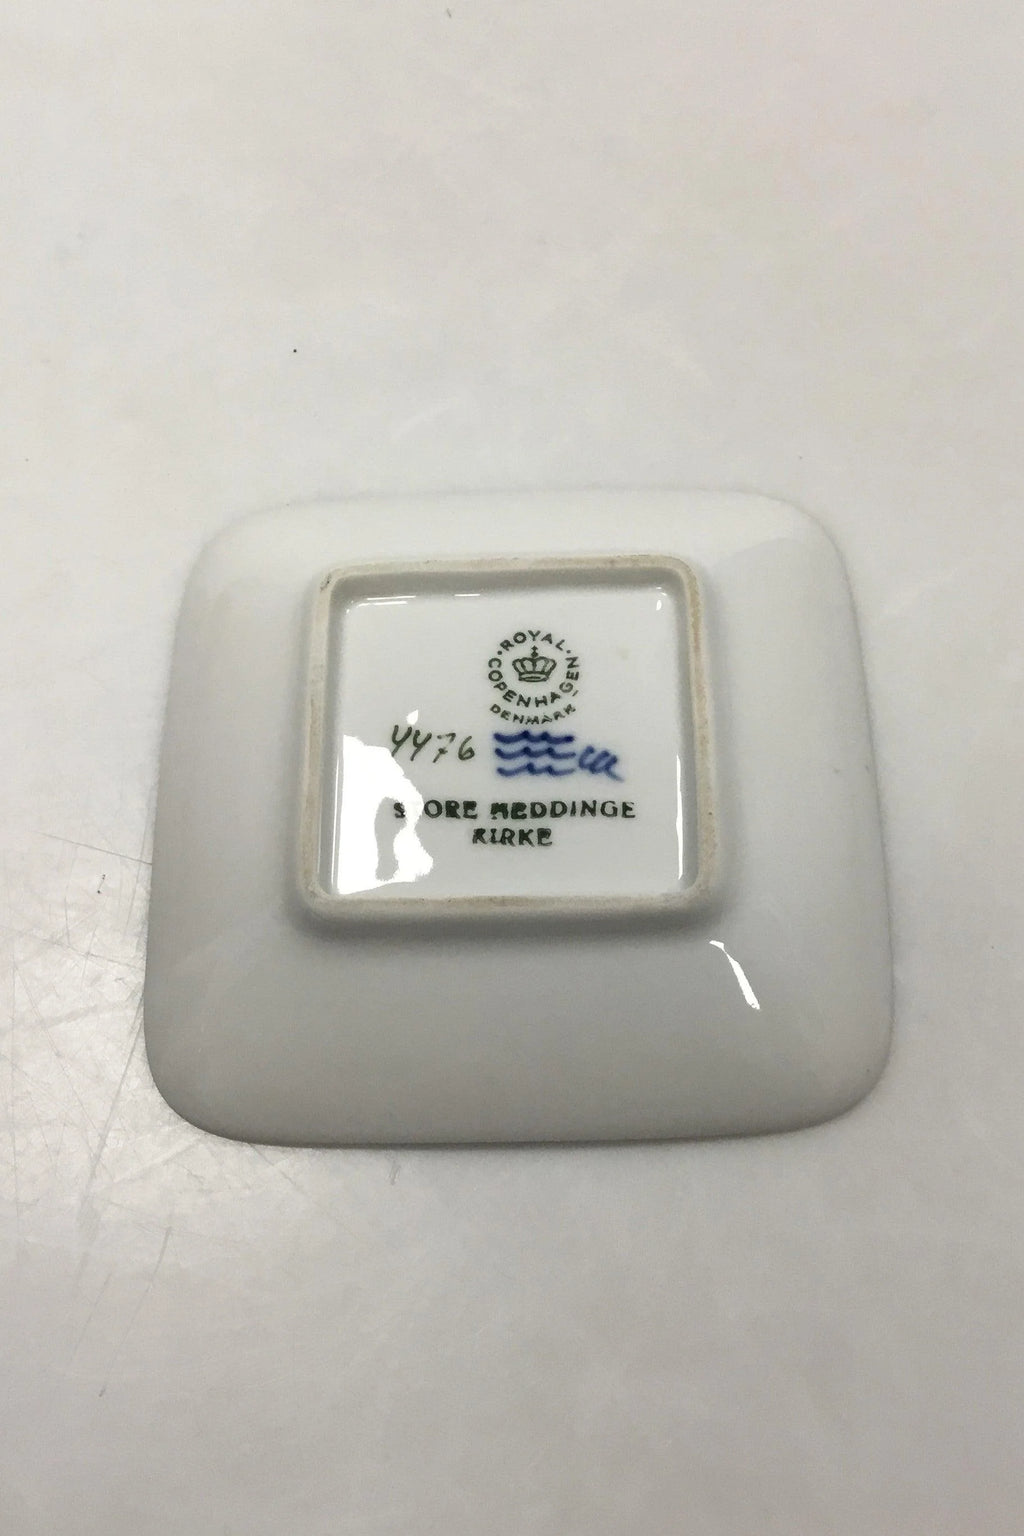 ROYAL COPENHAGEN
DENMARK
4476
STORE HEDDINGE
KIRKE